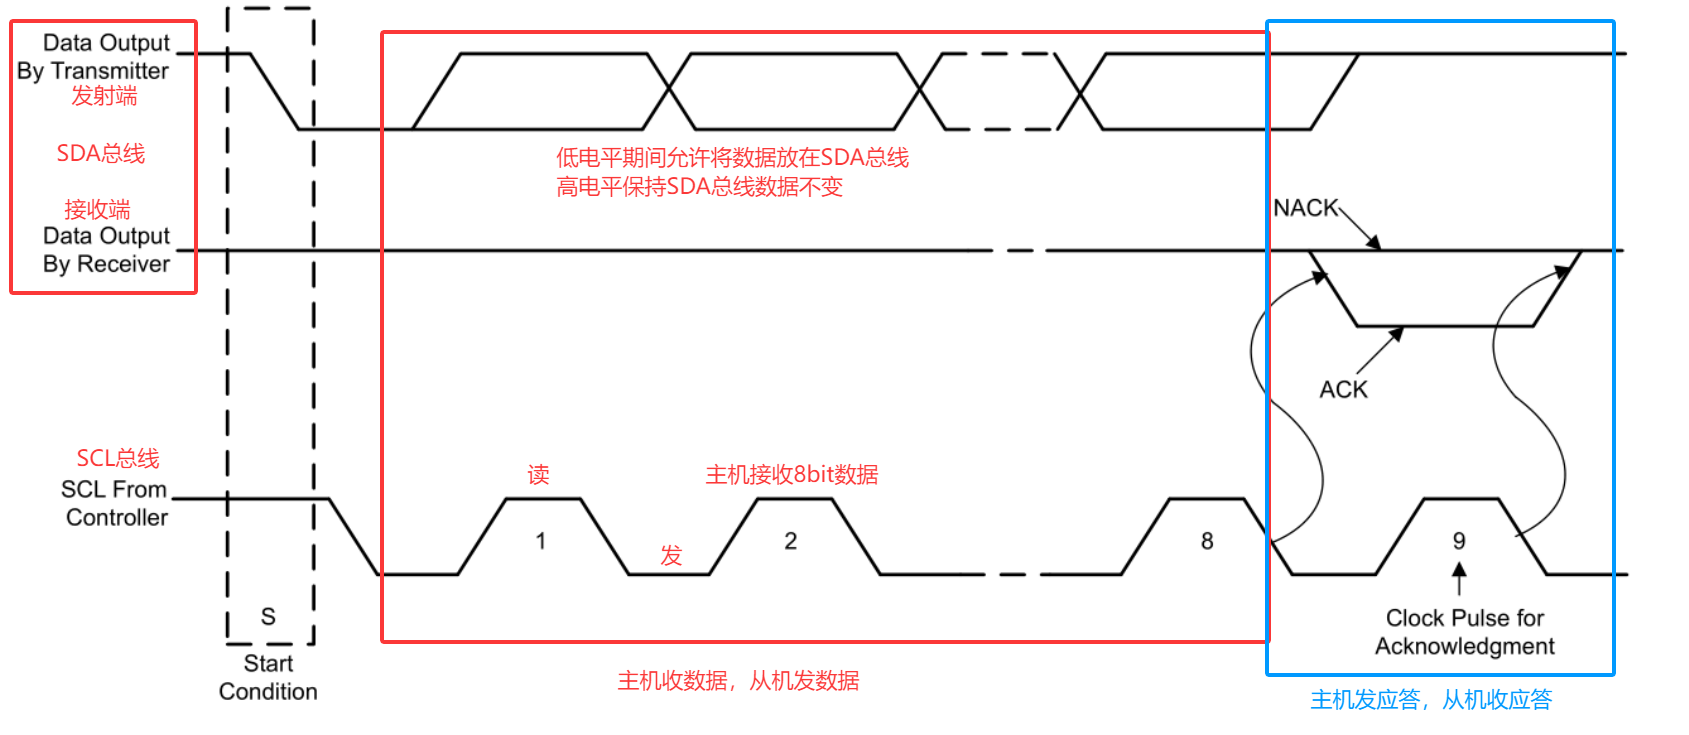 Data Output
By Transmitter
发射端
SDA总线
接收端
Data Output
By Receiver
低电平期间允许将数据放在SDA总线
高电平保持SDA总线数据不变
NACK
ACK
SCL总线
SCL From
Controller
读
主机接收8bit数据
发
1
2
8
9
S
Start
Condition
Clock Pulse for
Acknowledgment
主机收数据，从机发数据
主机发应答，从机收应答